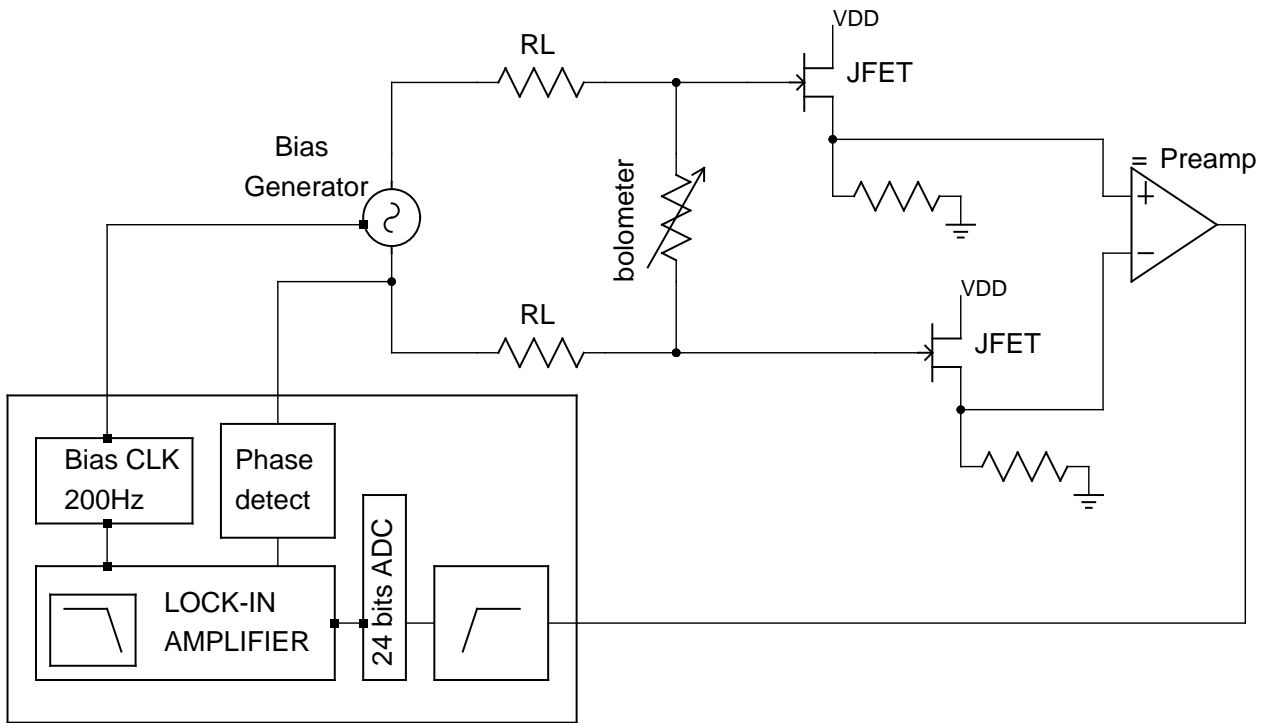 VDD
RL
JFET
Bias
Generator
= Preamp
+
bolometer
−
VDD
RL
JFET
Bias CLK
200Hz
Phase
detect
24 bits ADC
LOCK-IN
AMPLIFIER